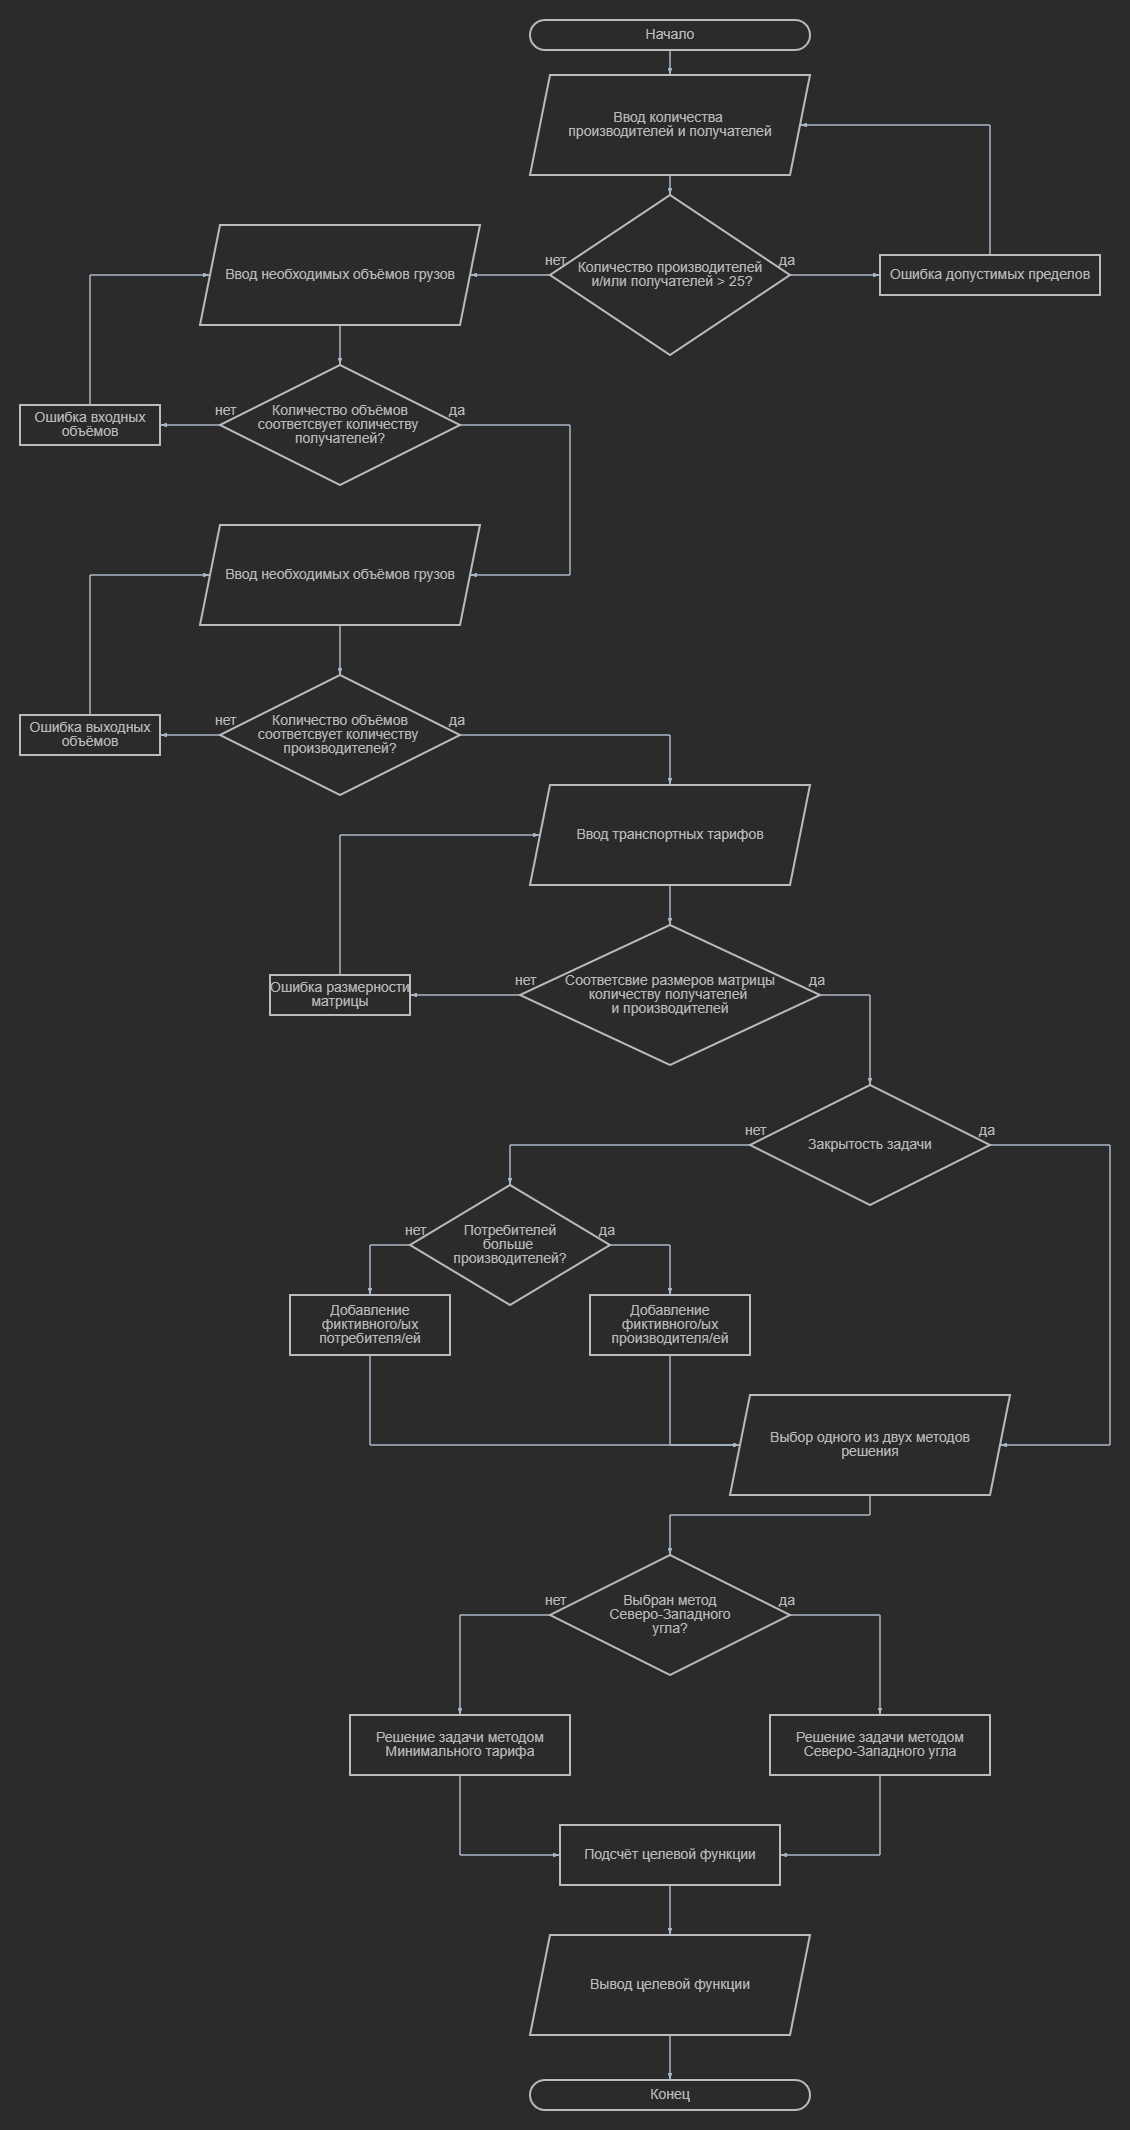 Начало
Ввод количества
производителей и получателей
Количество производителей
и/или получателей > 25?
нет
да
Ошибка допустимых пределов
Ввод необходимых объёмов грузов
Количество объёмов
соответсвует количеству
получателей?
нет
да
Ошибка входных
объёмов
Ввод необходимых объёмов грузов
Количество объёмов
соответсвует количеству
производителей?
нет
да
Ошибка выходных
объёмов
Ввод транспортных тарифов
Соответсвие размеров матрицы
количеству получателей
и производителей
нет
да
Ошибка размерности
матрицы
Закрытость задачи
нет
да
Потребителей
больше
производителей?
нет
да
Добавление
фиктивного/ых
потребителя/ей
Добавление
фиктивного/ых
производителя/ей
Выбор одного из двух методов
решения
Выбран метод
Северо-Западного
угла?
нет
да
Решение задачи методом
Минимального тарифа
Решение задачи методом
Северо-Западного угла
Подсчёт целевой функции
Вывод целевой функции
Конец